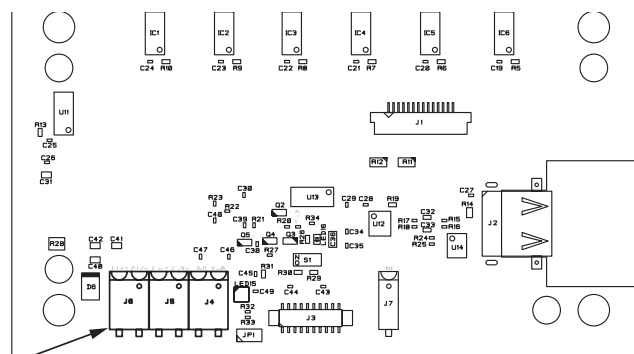 IC1 IC2 IC3 IC4 IC5 IC6
C24 R10 C23 R9 C22 R8 C21 R7 C20 R6 C19 R5
U11
R13
C25
C26
C31
J1
R12 R11
C30
R23
R22
C40
C39 R21
Q2
U13
R20
R34
C29 C28 R19
C27
R14
C32
R17
R18
C33
R15
R16
R24
R25
U12
U14
J2
Q5
C38
Q4
Q3
C36
C34
C35
R28
C42 C41
C48
C47 C46
R27
S1
R31
R30
R29
C45
D6
J6 J5 J4
LED15
C49
C44 C43
R32
R33
JP1
J3
J7